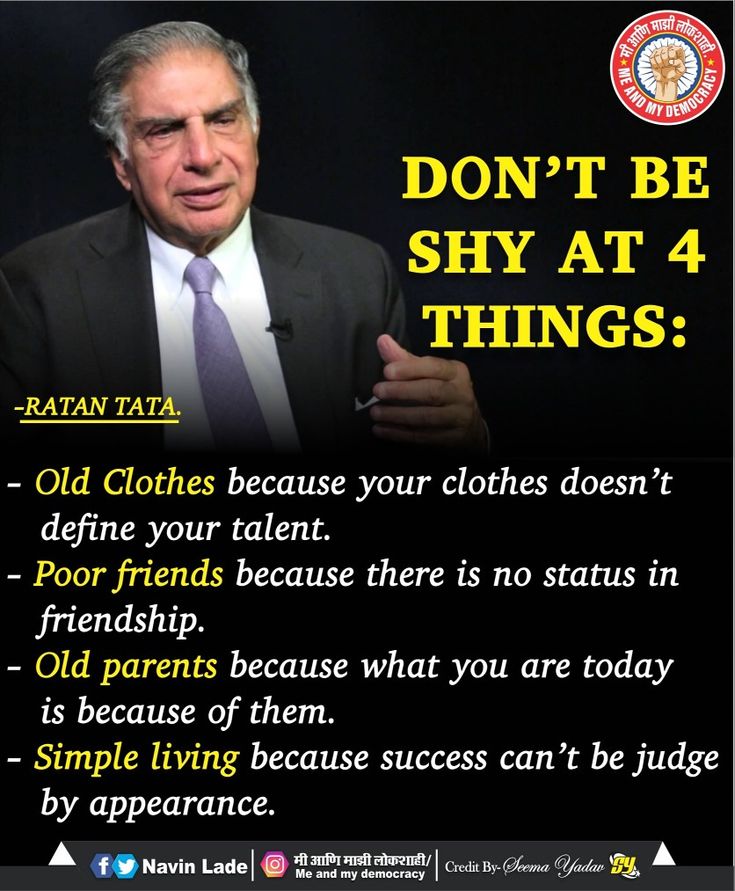 मी आणि माझी लोकशाही.
ME AND MY DEMOCRACY
DON'T BE
SHY AT 4
THINGS:
-RATAN TATA.
- Old Clothes because your clothes doesn't
define your talent.
- Poor friends because there is no status in
friendship.
- Old parents because what you are today
is because of them.
- Simple living because success can't be judge
by appearance.
Navin Lade
मी आणि माझी लोकशाही/
Me and my democracy
Credit By- Seema Yadav SY